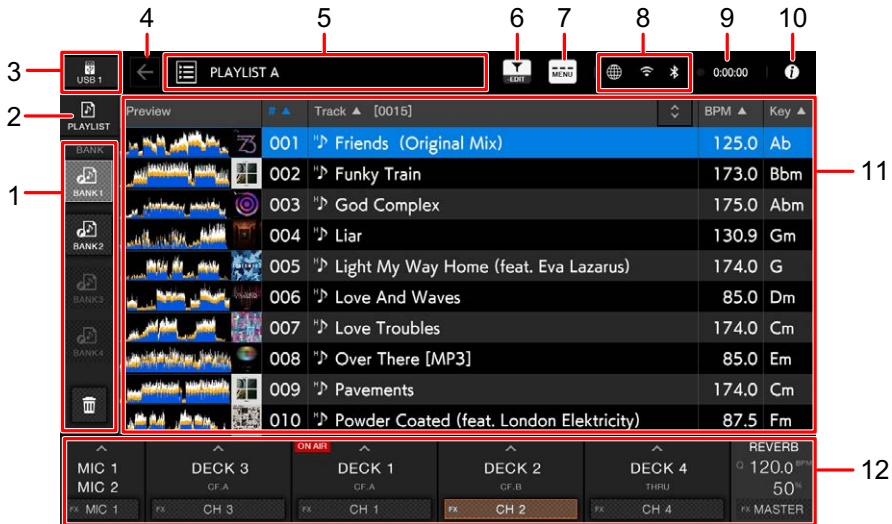 4 5 6 7 8 9 10
3 USB 1 PLAYLIST A EDIT MENU 0:00:00 i
2 PLAYLIST
Preview # ▲ Track ▲ [0015] BPM ▲ Key ▲
BANK
1
11
BANK1
BANK2
BANK3
BANK4
001 Friends (Original Mix) 125.0 Ab
002 Funky Train 173.0 Bbm
003 God Complex 175.0 Abm
004 Liar 130.9 Gm
005 Light My Way Home (feat. Eva Lazarus) 174.0 G
006 Love And Waves 85.0 Dm
007 Love Troubles 174.0 Cm
008 Over There [MP3] 85.0 Em
009 Pavements 174.0 Cm
010 Powder Coated (feat. London Elektricity) 87.5 Fm
ON AIR REVERB
MIC 1 DECK 3 DECK 1 DECK 2 DECK 4 120.0 BPM 12
MIC 2 CF.A CF.A CF.B THRU 50%
FX MIC 1 FX CH 3 FX CH 1 FX CH 2 FX CH 4 FX MASTER